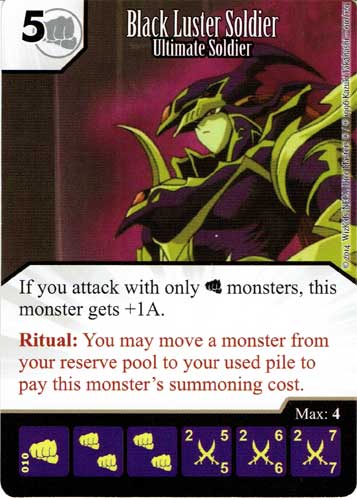 5
Black Luster Soldier
Ultimate Soldier
If you attack with only monsters, this
monster gets +1A.
Ritual: You may move a monster from
your reserve pool to your used pile to
pay this monster's summoning cost.
Max: 4
010
2 5
5
2 6
6
2 7
7